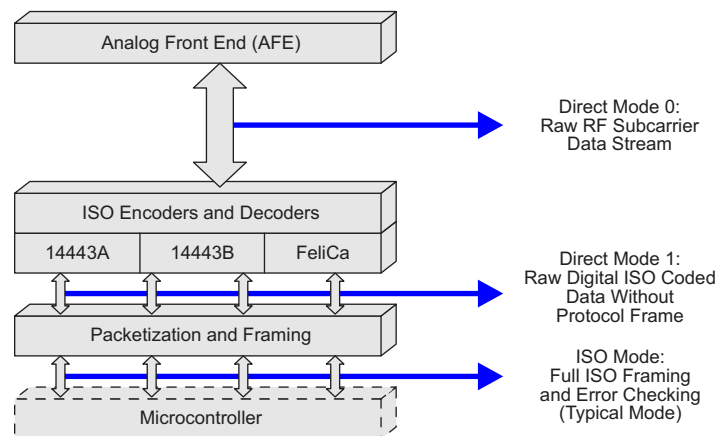 Analog Front End (AFE)
Direct Mode 0:
Raw RF Subcarrier
Data Stream
ISO Encoders and Decoders
14443A
14443B
FeliCa
Direct Mode 1:
Raw Digital ISO Coded
Data Without
Protocol Frame
Packetization and Framing
ISO Mode:
Full ISO Framing
and Error Checking
(Typical Mode)
Microcontroller